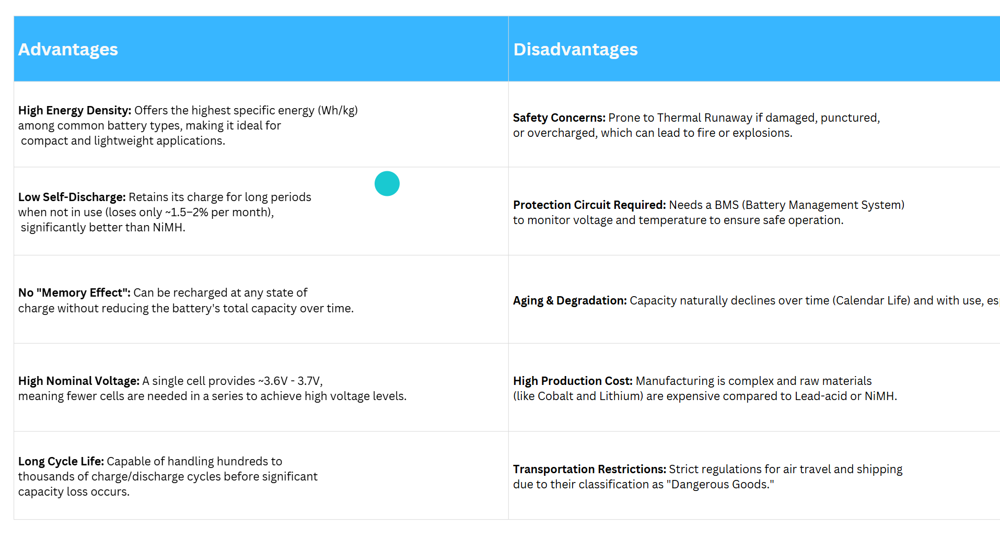 Advantages
Disadvantages
High Energy Density: Offers the highest specific energy (Wh/kg)
among common battery types, making it ideal for
compact and lightweight applications.
Safety Concerns: Prone to Thermal Runaway if damaged, punctured,
or overcharged, which can lead to fire or explosions.
Low Self-Discharge: Retains its charge for long periods
when not in use (loses only ~1.5–2% per month),
significantly better than NiMH.
Protection Circuit Required: Needs a BMS (Battery Management System)
to monitor voltage and temperature to ensure safe operation.
No "Memory Effect": Can be recharged at any state of
charge without reducing the battery's total capacity over time.
Aging & Degradation: Capacity naturally declines over time (Calendar Life) and with use,
High Nominal Voltage: A single cell provides ~3.6V - 3.7V,
meaning fewer cells are needed in a series to achieve high voltage levels.
High Production Cost: Manufacturing is complex and raw materials
(like Cobalt and Lithium) are expensive compared to Lead-acid or NiMH.
Long Cycle Life: Capable of handling hundreds to
thousands of charge/discharge cycles before significant
capacity loss occurs.
Transportation Restrictions: Strict regulations for air travel and shipping
due to their classification as "Dangerous Goods."